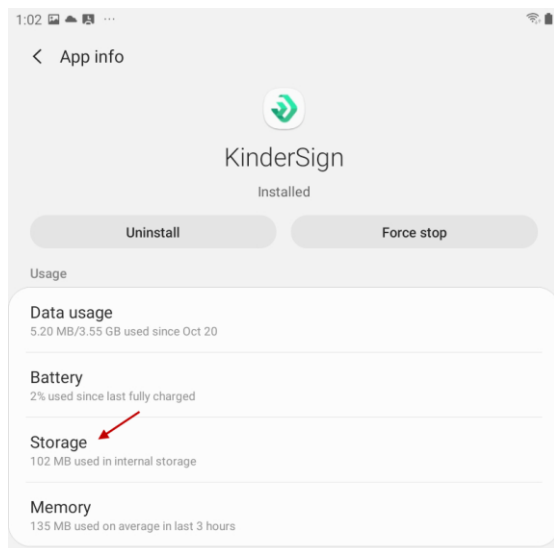 1:02
App info
KinderSign
Installed
Uninstall
Force stop
Usage
Data usage
5.20 MB/3.55 GB used since Oct 20
Battery
2% used since last fully charged
Storage
102 MB used in internal storage
Memory
135 MB used on average in last 3 hours